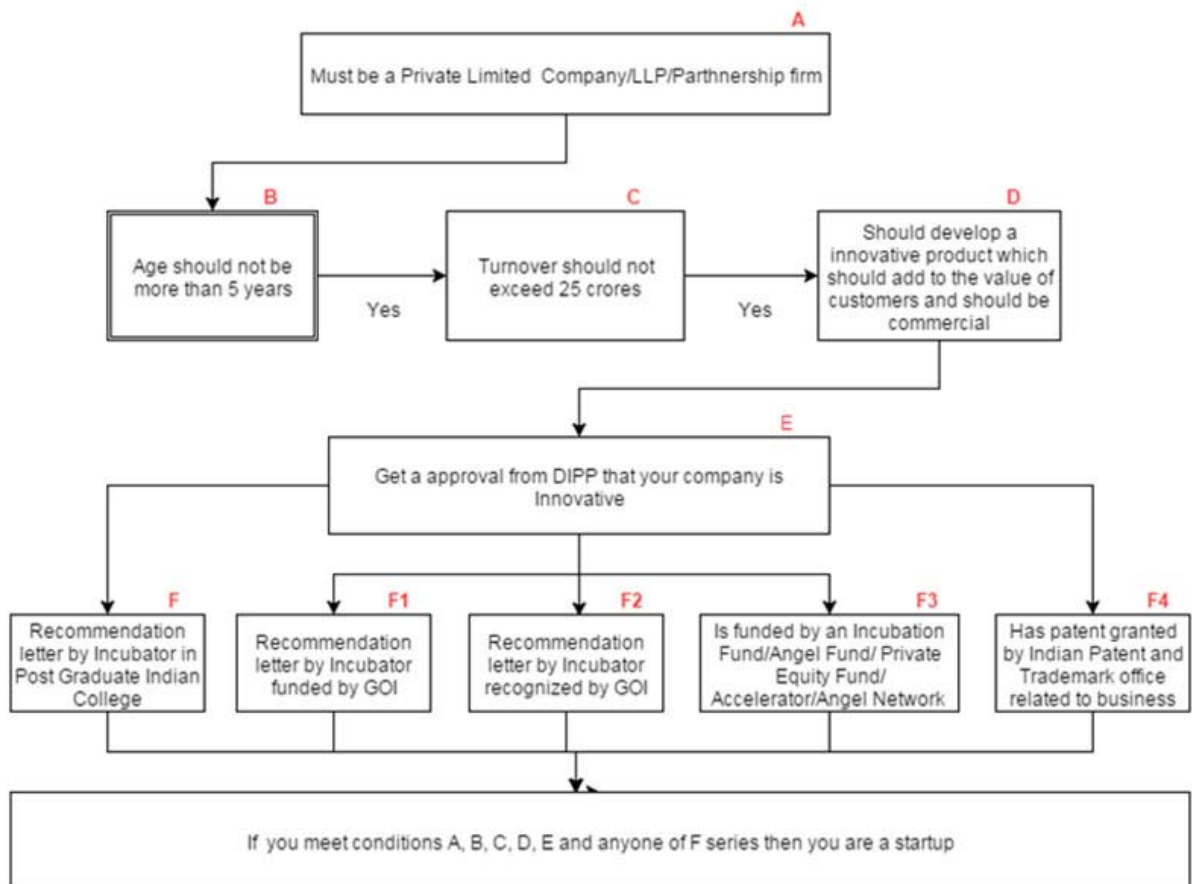 A
Must be a Private Limited Company/LLP/Parthnership firm
B
C
D
Age should not be
more than 5 years
Yes
Turnover should not
exceed 25 crores
Yes
Should develop a
innovative product which
should add to the value of
customers and should be
commercial
E
Get a approval from DIPP that your company is
Innovative
F
Recommendation
letter by Incubator in
Post Graduate Indian
College
F1
Recommendation
letter by Incubator
funded by GOI
F2
Recommendation
letter by Incubator
recognized by GOI
F3
Is funded by an Incubation
Fund/Angel Fund/ Private
Equity Fund/
Accelerator/Angel Network
F4
Has patent granted
by Indian Patent and
Trademark office
related to business
If you meet conditions A, B, C, D, E and anyone of F series then you are a startup